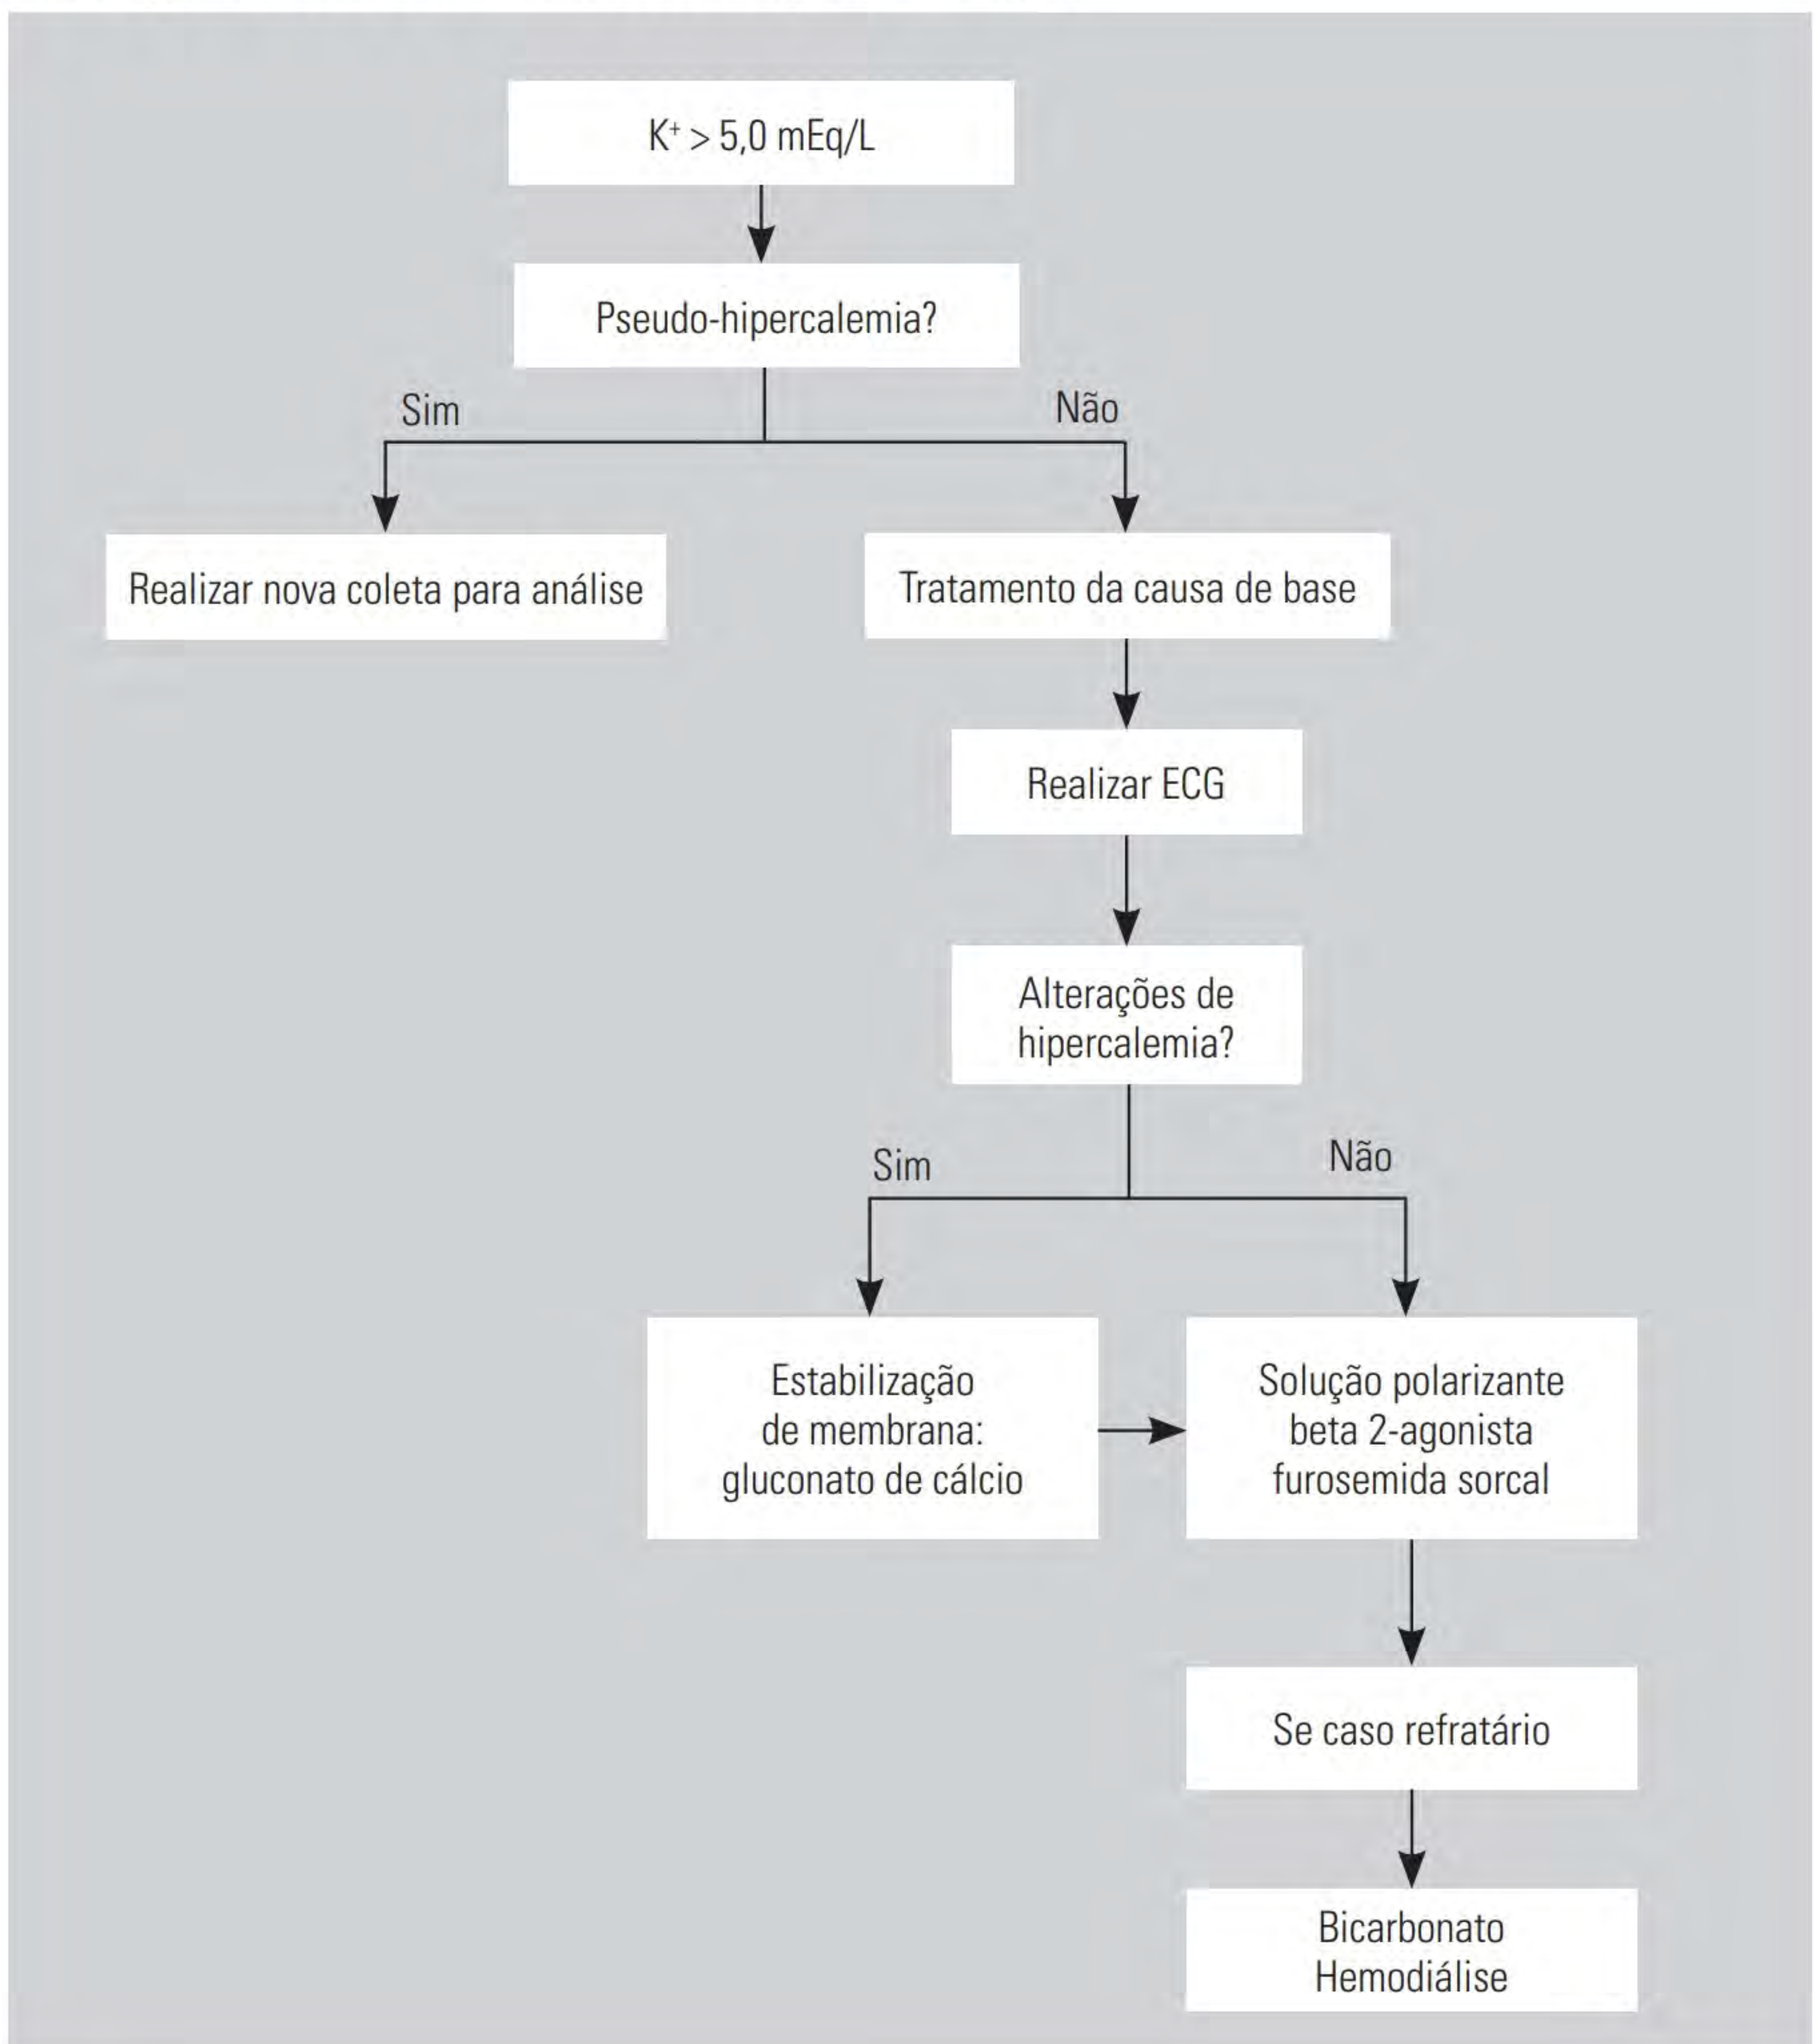 K⁺ > 5,0 mEq/L
Pseudo-hipercalemia?
Sim
Não
Realizar nova coleta para análise
Tratamento da causa de base
Realizar ECG
Alterações de
hipercalemia?
Sim
Não
Estabilização
de membrana:
gluconato de cálcio
Solução polarizante
beta 2-agonista
furosemida sorcal
Se caso refratário
Bicarbonato
Hemodiálise